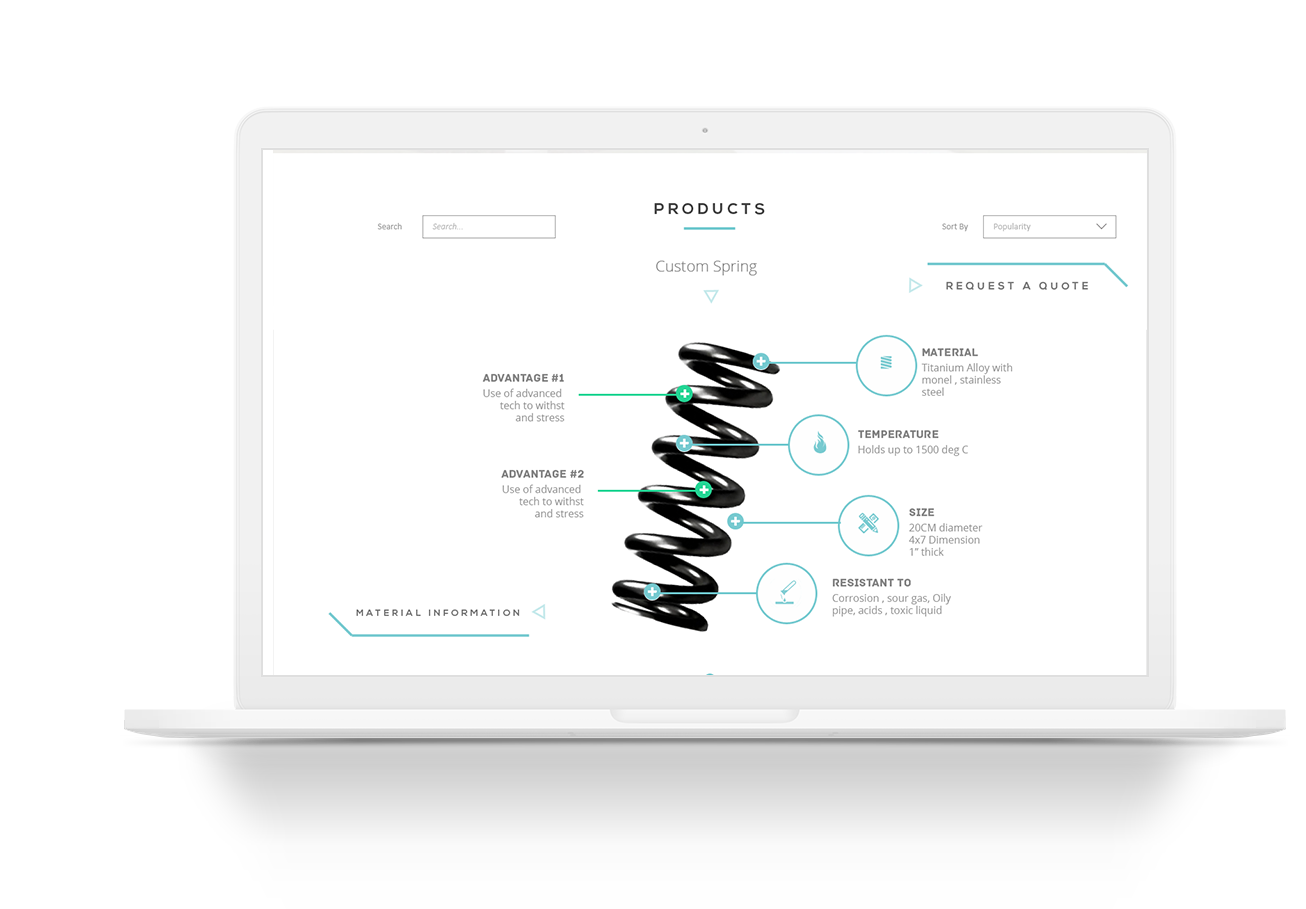 PRODUCTS
Search
Search...
Sort By
Popularity
Custom Spring
REQUEST A QUOTE
MATERIAL
Titanium Alloy with
monel , stainless
steel
ADVANTAGE #1
Use of advanced
tech to withst
and stress
TEMPERATURE
Holds up to 1500 deg C
ADVANTAGE #2
Use of advanced
tech to withst
and stress
SIZE
20CM diameter
4x7 Dimension
1” thick
RESISTANT TO
Corrosion , sour gas, Oily
pipe, acids , toxic liquid
MATERIAL INFORMATION